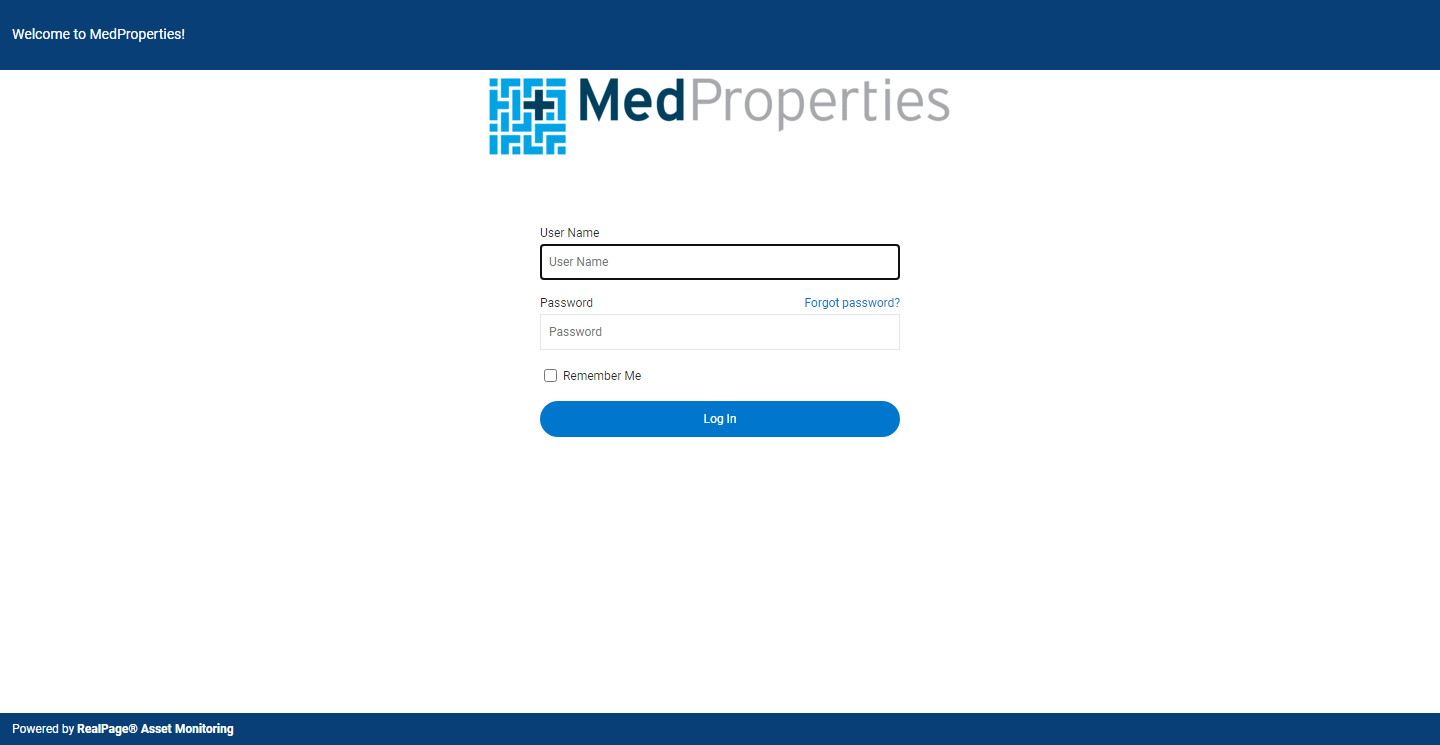 Welcome to MedProperties!
MedProperties
User Name
User Name
Password Forgot password?
Password
Remember Me
Log In
Powered by RealPage® Asset Monitoring